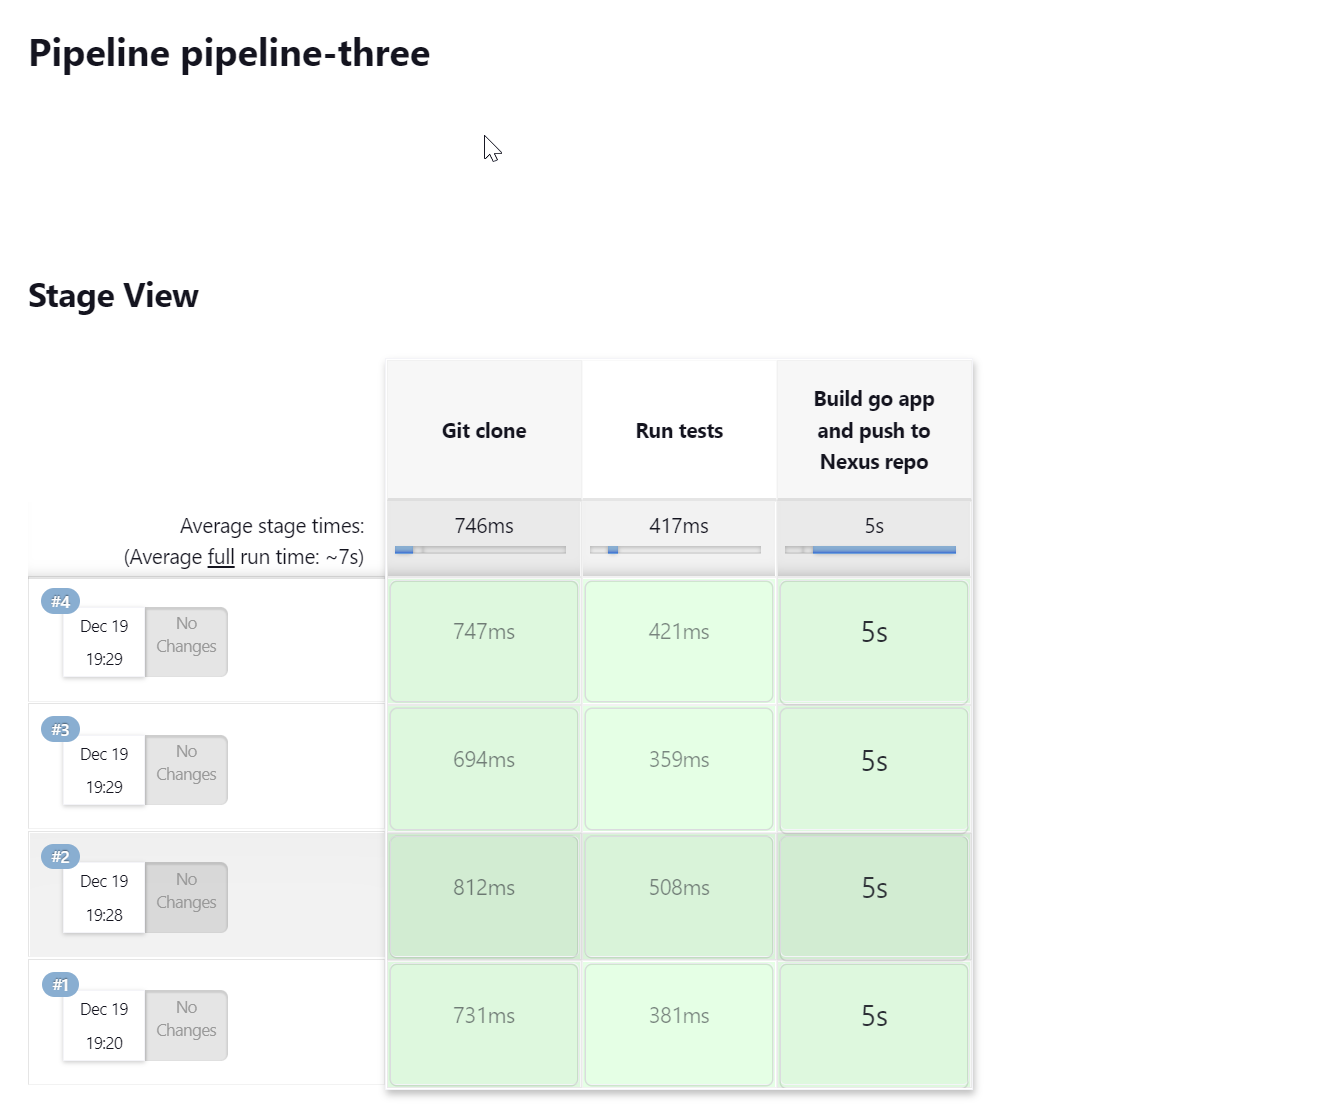 Pipeline pipeline-three
Stage View
Git clone
Run tests
Build go app
and push to
Nexus repo
Average stage times:
(Average full run time: ~7s)
746ms
417ms
5s
#4
Dec 19
19:29
No
Changes
747ms
421ms
5s
#3
Dec 19
19:29
No
Changes
694ms
359ms
5s
#2
Dec 19
19:28
No
Changes
812ms
508ms
5s
#1
Dec 19
19:20
No
Changes
731ms
381ms
5s